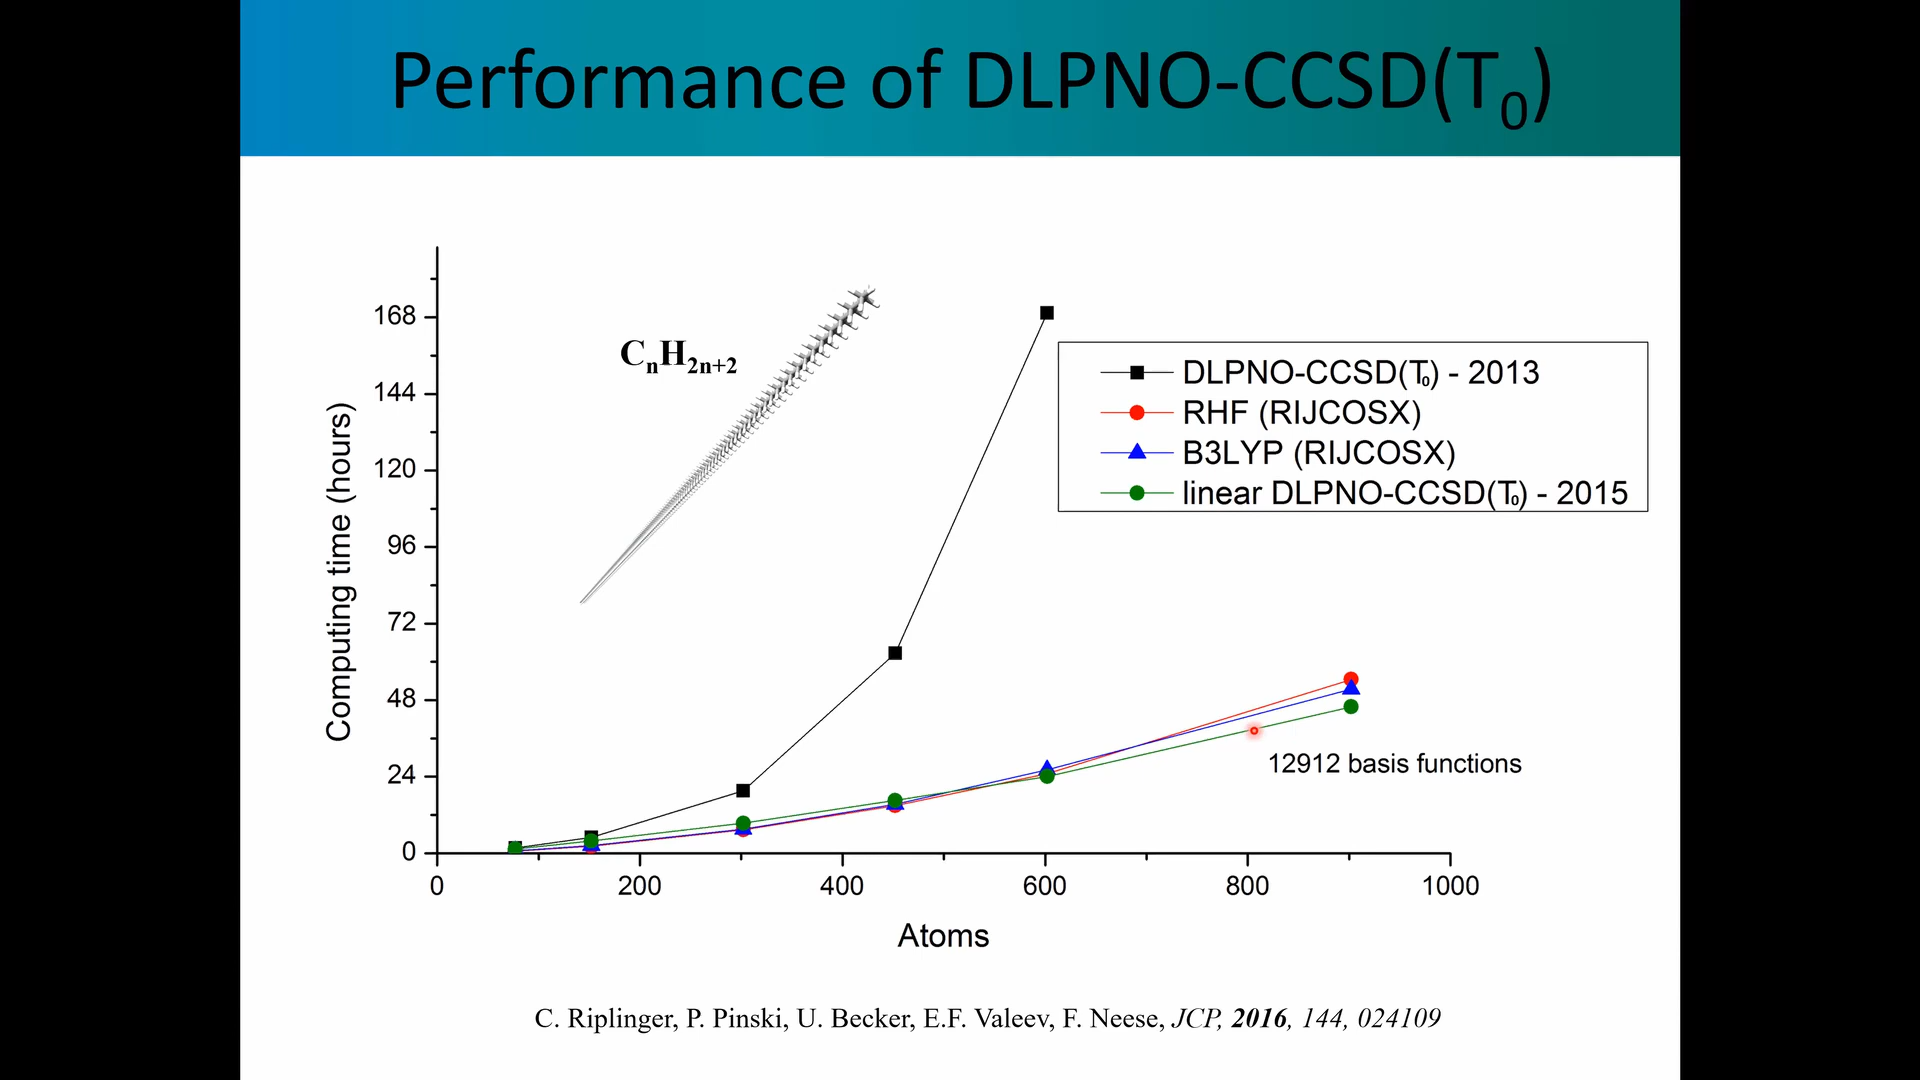 Performance of DLPNO-CCSD(T₀)
CₙH₂ₙ₊₂
DLPNO-CCSD(T₀) - 2013
RHF (RIJCOSX)
B3LYP (RIJCOSX)
linear DLPNO-CCSD(T₀) - 2015
Computing time (hours)
168
144
120
96
72
48
24
0
12912 basis functions
0 200 400 600 800 1000
Atoms
C. Riplinger, P. Pinski, U. Becker, E.F. Valeev, F. Neese, JCP, 2016, 144, 024109